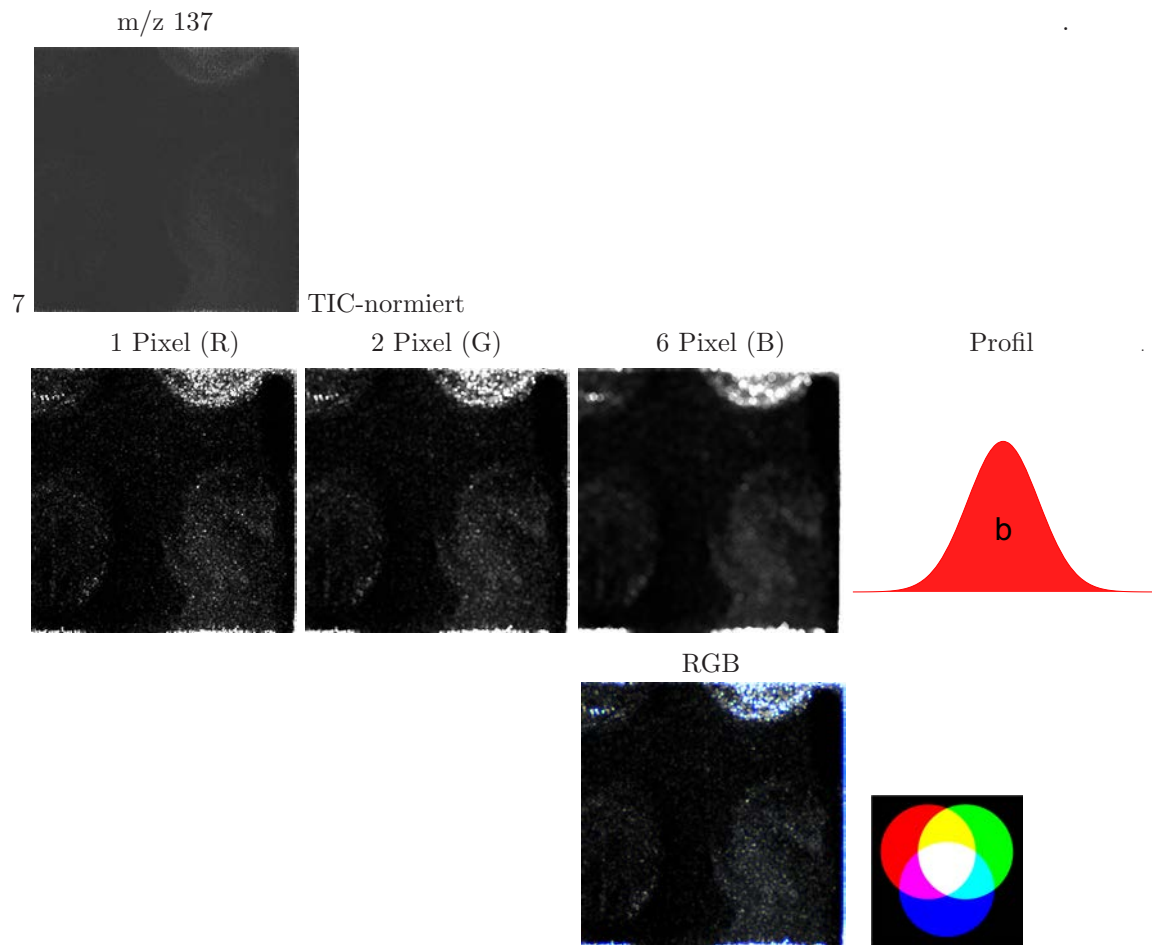 m/z 137 .
7 TIC-normiert
1 Pixel (R) 2 Pixel (G) 6 Pixel (B) Profil .
b
RGB